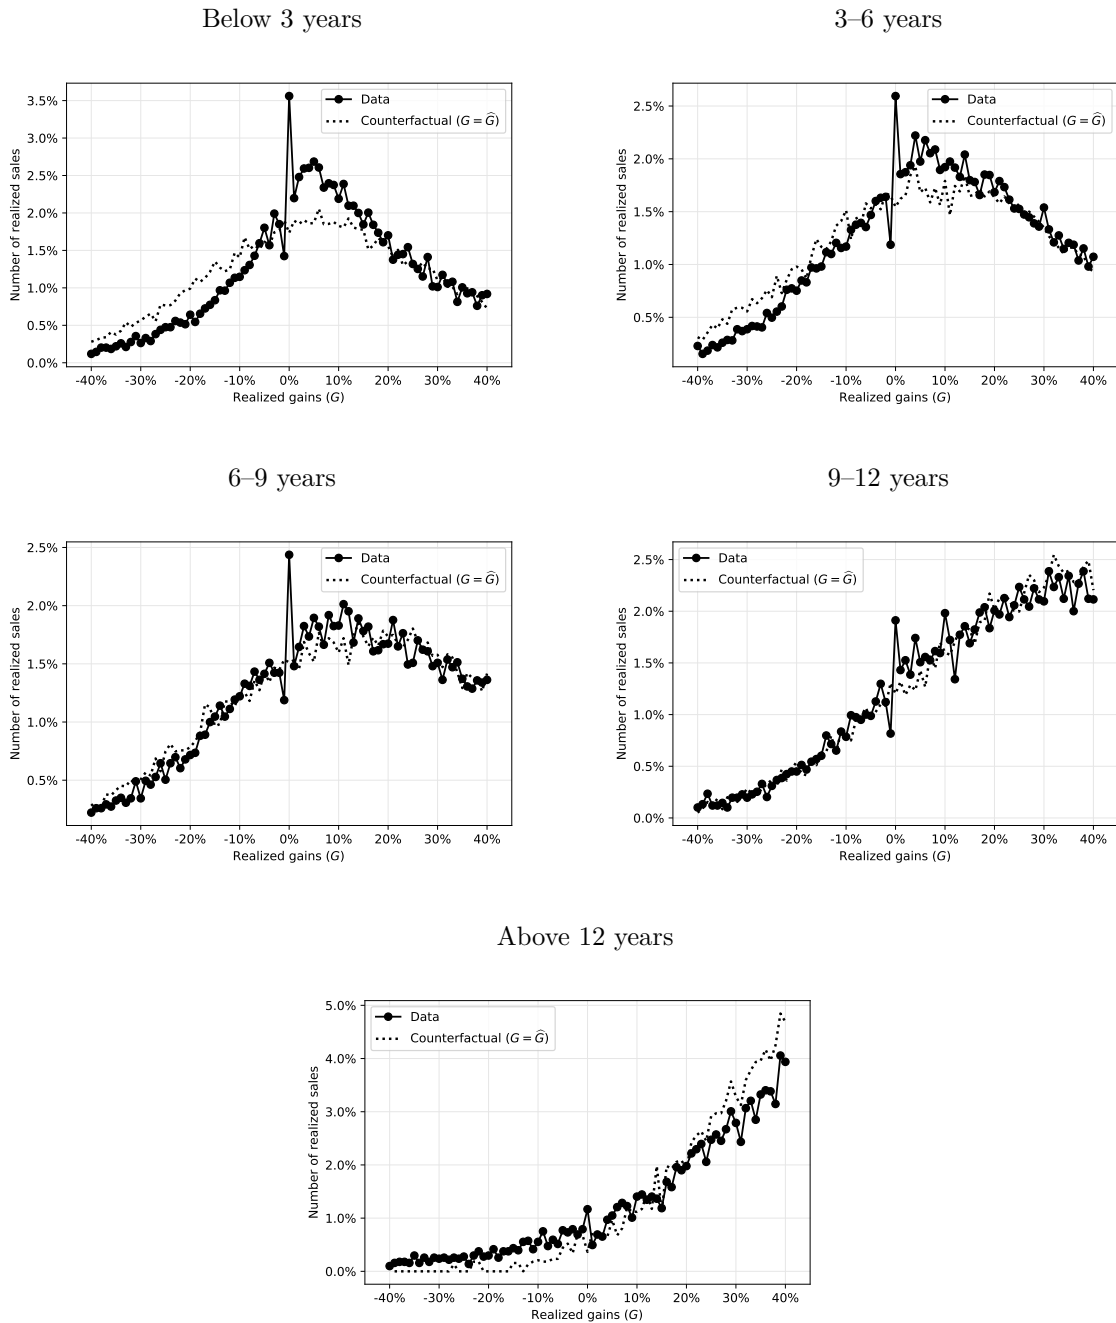 Below 3 years
3–6 years
3.5%
3.0%
2.5%
2.0%
1.5%
1.0%
0.5%
0.0%
Number of realized sales
Data
Counterfactual (G = Ĝ)
-40% -30% -20% -10% 0% 10% 20% 30% 40%
Realized gains (G)
2.5%
2.0%
1.5%
1.0%
0.5%
Number of realized sales
Data
Counterfactual (G = Ĝ)
-40% -30% -20% -10% 0% 10% 20% 30% 40%
Realized gains (G)
6–9 years
9–12 years
2.5%
2.0%
1.5%
1.0%
0.5%
Number of realized sales
Data
Counterfactual (G = Ĝ)
-40% -30% -20% -10% 0% 10% 20% 30% 40%
Realized gains (G)
2.5%
2.0%
1.5%
1.0%
0.5%
0.0%
Number of realized sales
Data
Counterfactual (G = Ĝ)
-40% -30% -20% -10% 0% 10% 20% 30% 40%
Realized gains (G)
Above 12 years
5.0%
4.0%
3.0%
2.0%
1.0%
0.0%
Number of realized sales
Data
Counterfactual (G = Ĝ)
-40% -30% -20% -10% 0% 10% 20% 30% 40%
Realized gains (G)